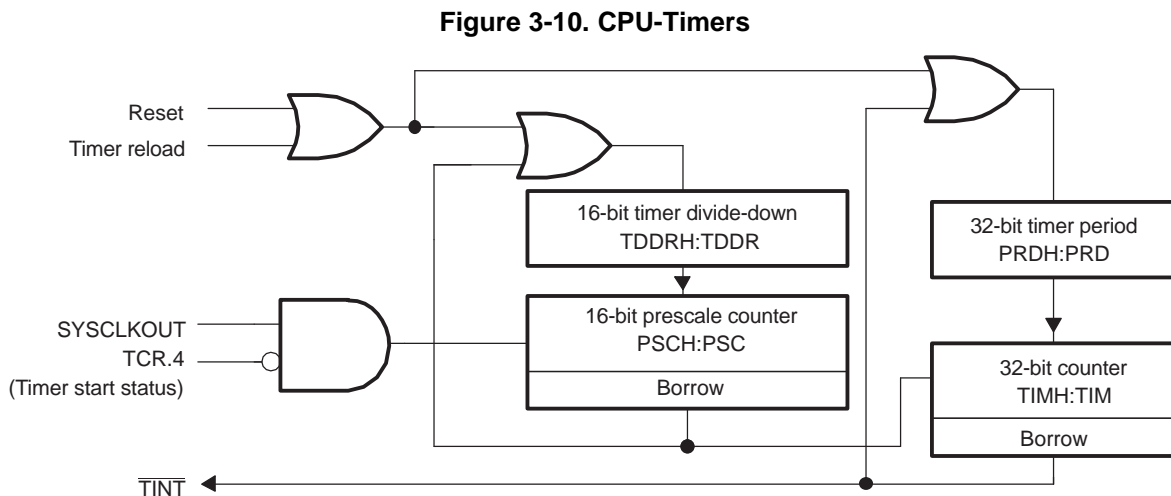 Figure 3-10. CPU-Timers
Reset
Timer reload
16-bit timer divide-down
TDDRH:TDDR
32-bit timer period
PRDH:PRD
16-bit prescale counter
PSCH:PSC
Borrow
SYSCLKOUT
TCR.4
(Timer start status)
32-bit counter
TIMH:TIM
Borrow
TINT